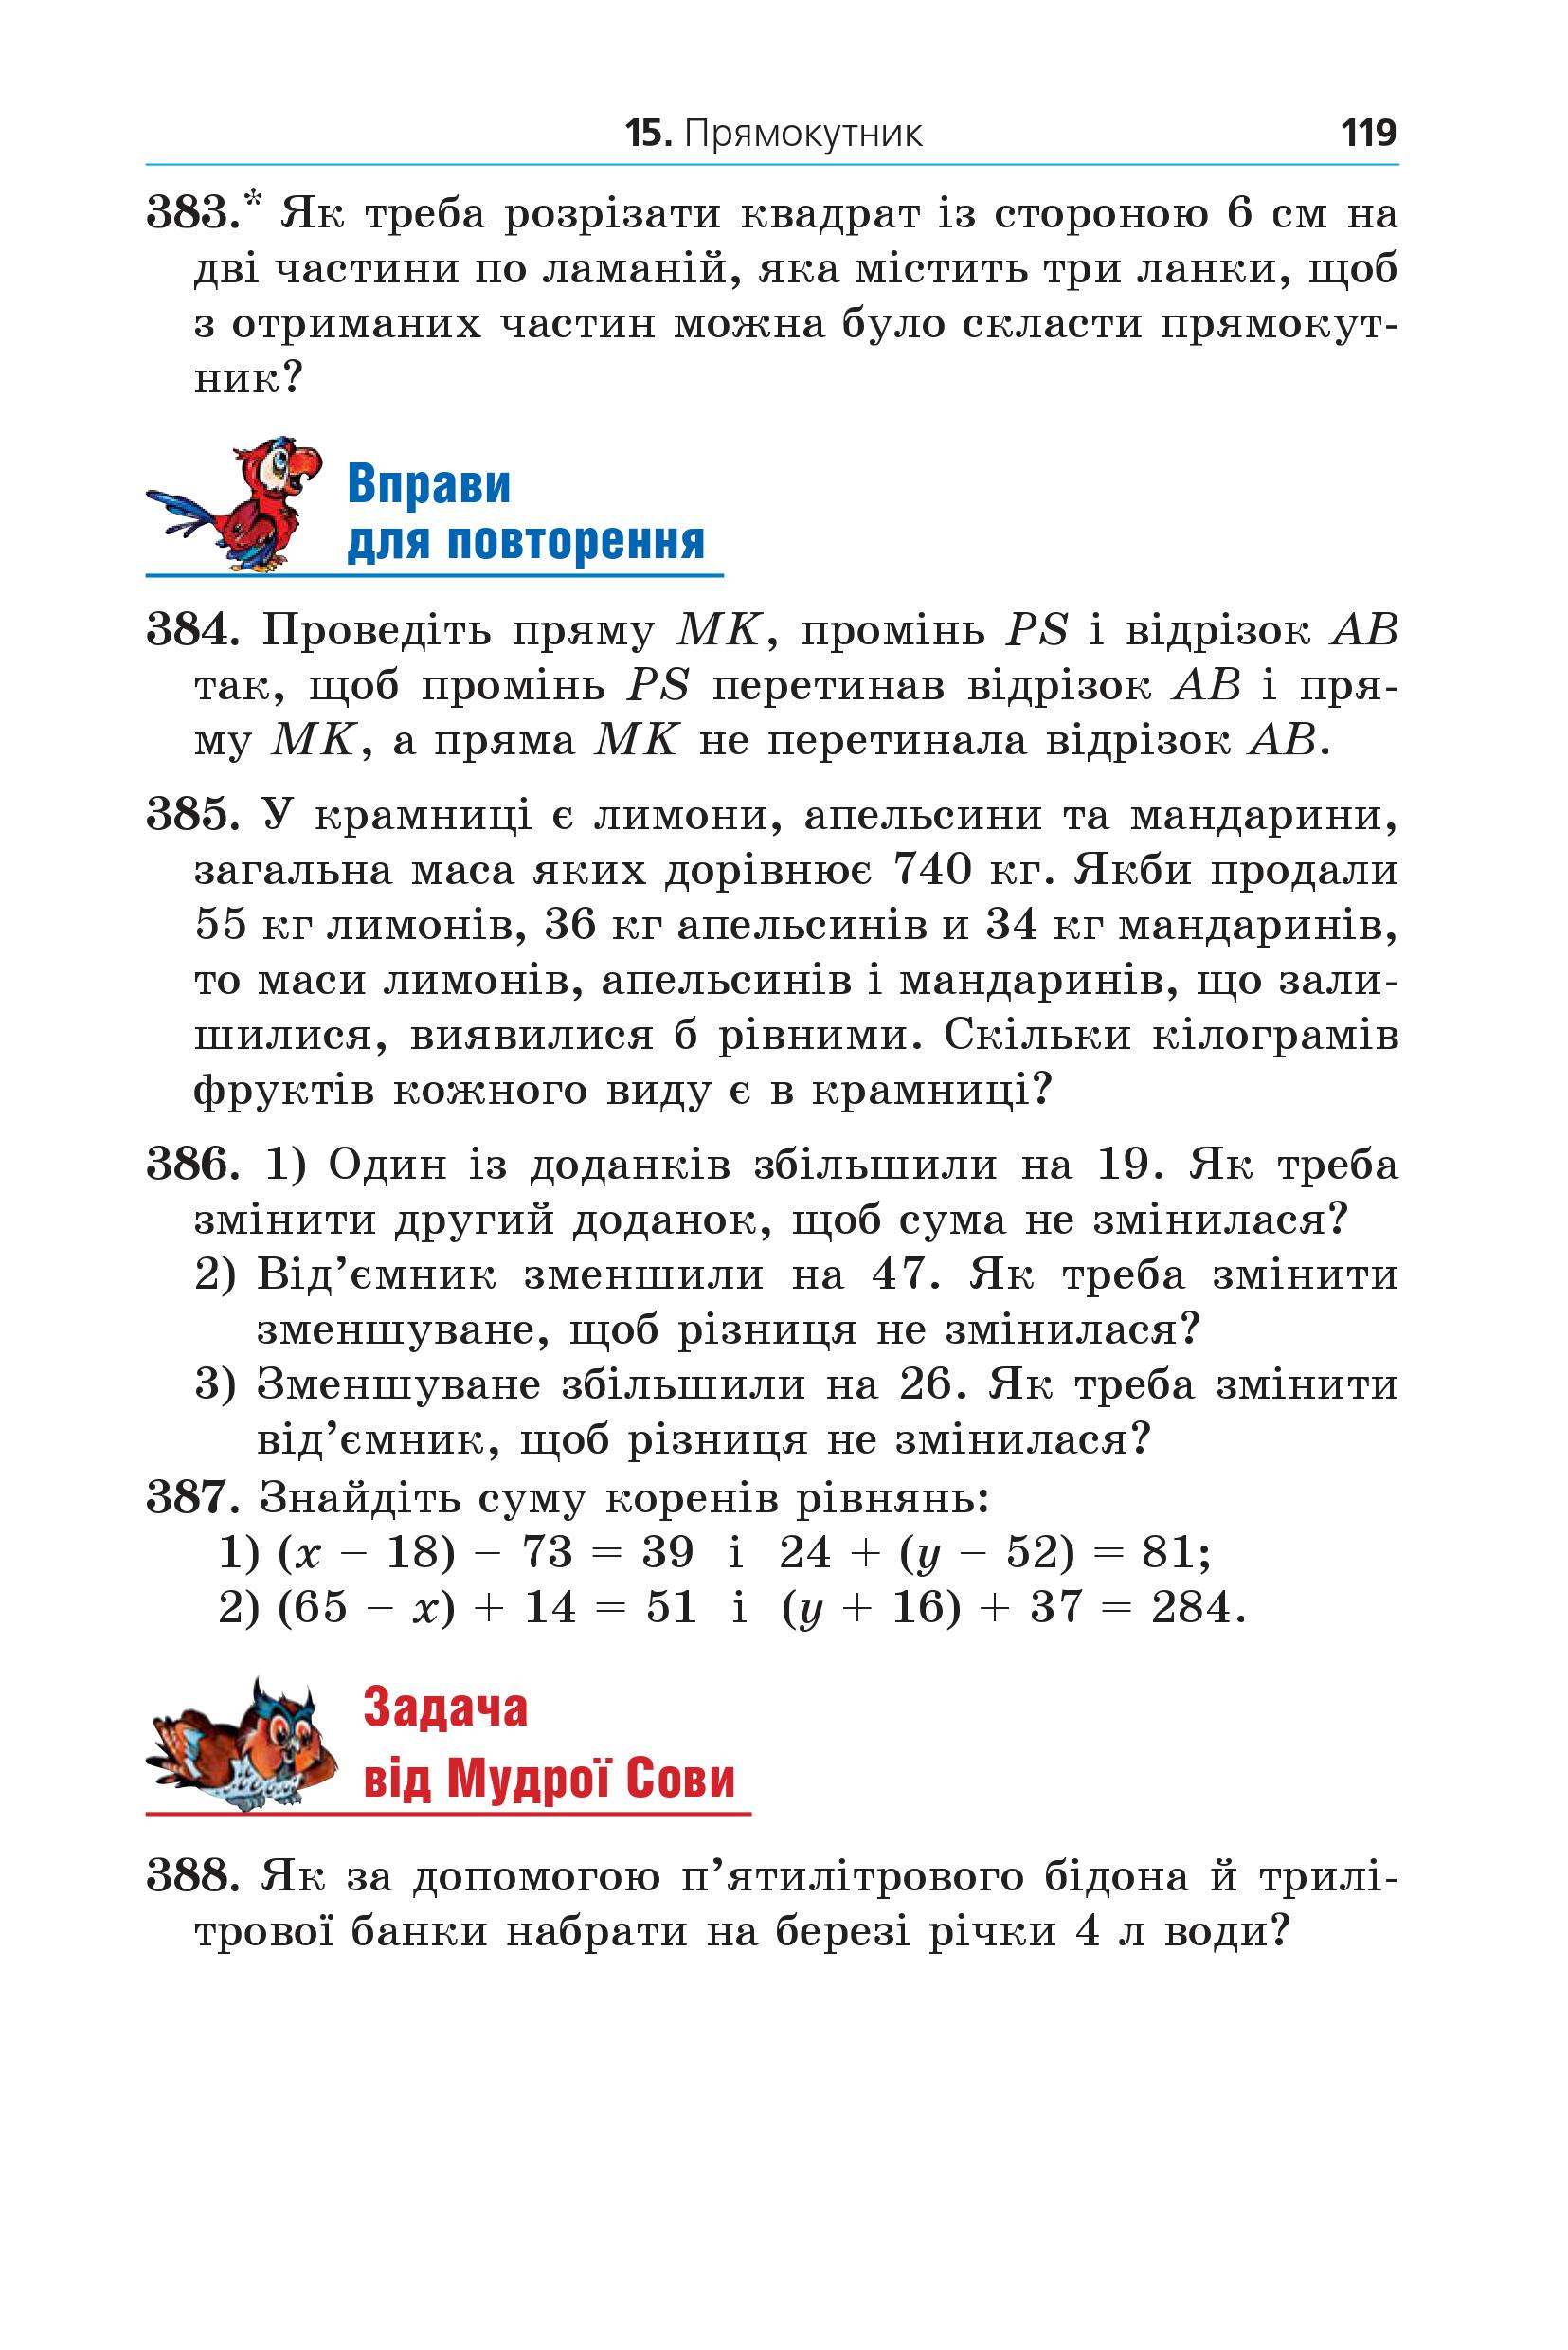 15. Прямокутник 119
383.* Як треба розрізати квадрат із стороною 6 см на
дві частини по ламаній, яка містить три ланки, щоб
з отриманих частин можна було скласти прямокут-
ник?
Вправи
для повторення
384. Проведіть пряму MK, промінь PS і відрізок AB
так, щоб промінь PS перетинав відрізок AB і пря-
му MK, а пряма MK не перетинала відрізок AB.
385. У крамниці є лимони, апельсини та мандарини,
загальна маса яких дорівнює 740 кг. Якби продали
55 кг лимонів, 36 кг апельсинів и 34 кг мандаринів,
то маси лимонів, апельсинів і мандаринів, що зали-
шилися, виявилися б рівними. Скільки кілограмів
фруктів кожного виду є в крамниці?
386. 1) Один із доданків збільшили на 19. Як треба
змінити другий доданок, щоб сума не змінилася?
2) Від’ємник зменшили на 47. Як треба змінити
зменшуване, щоб різниця не змінилася?
3) Зменшуване збільшили на 26. Як треба змінити
від’ємник, щоб різниця не змінилася?
387. Знайдіть суму коренів рівнянь:
1) (x − 18) − 73 = 39 і 24 + (y − 52) = 81;
2) (65 − x) + 14 = 51 і (y + 16) + 37 = 284.
Задача
від Мудрої Сови
388. Як за допомогою п’ятилітрового бідона й трилі-
трової банки набрати на березі річки 4 л води?